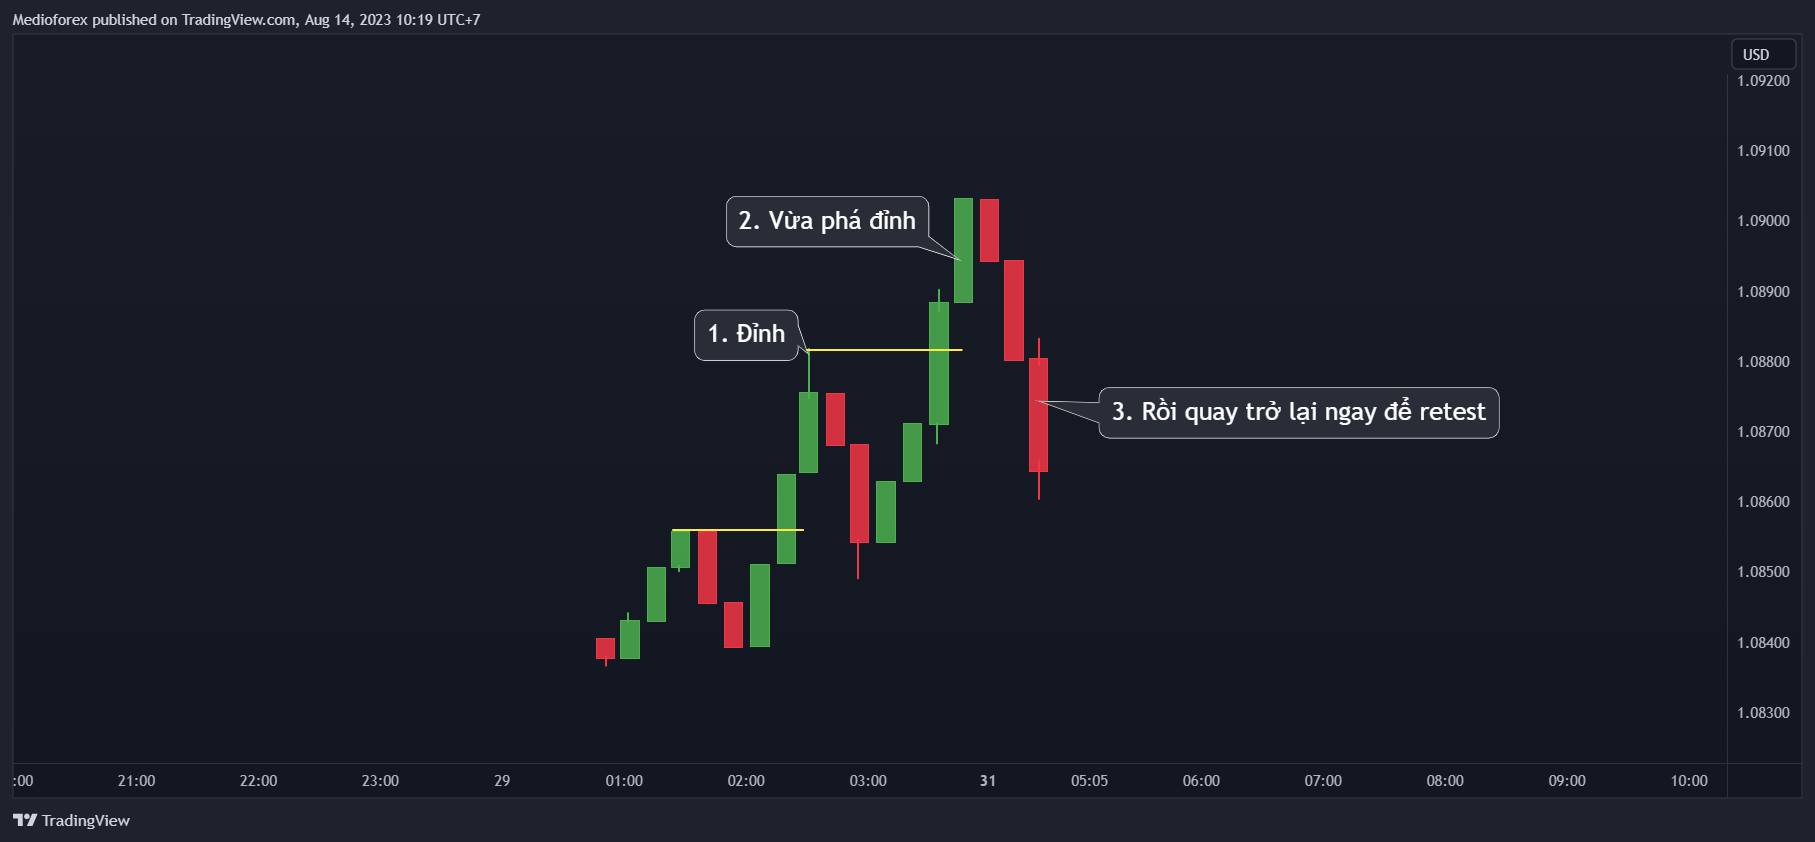 Medioforex published on TradingView.com, Aug 14, 2023 10:19 UTC+7
USD
1.09200
1.09100
1.09000
1.08900
1.08800
1.08700
1.08600
1.08500
1.08400
1.08300
2. Vừa phá đỉnh
1. Đỉnh
3. Rồi quay trở lại ngay để retest
:00 21:00 22:00 23:00 29 01:00 02:00 03:00 31 05:05 06:00 07:00 08:00 09:00 10:00
TradingView